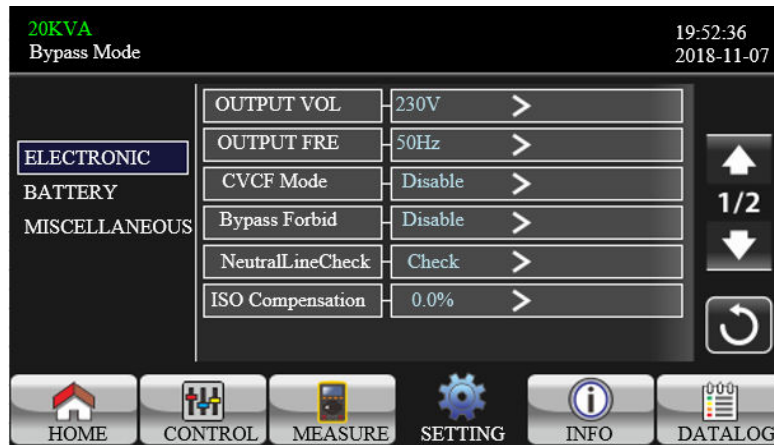 20KVA
Bypass Mode
19:52:36
2018-11-07
ELECTRONIC
BATTERY
MISCELLANEOUS
OUTPUT VOL 230V >
OUTPUT FRE 50Hz >
CVCF Mode Disable >
Bypass Forbid Disable >
NeutralLineCheck Check >
ISO Compensation 0.0% >
1/2
HOME CONTROL MEASURE SETTING INFO DATALOG